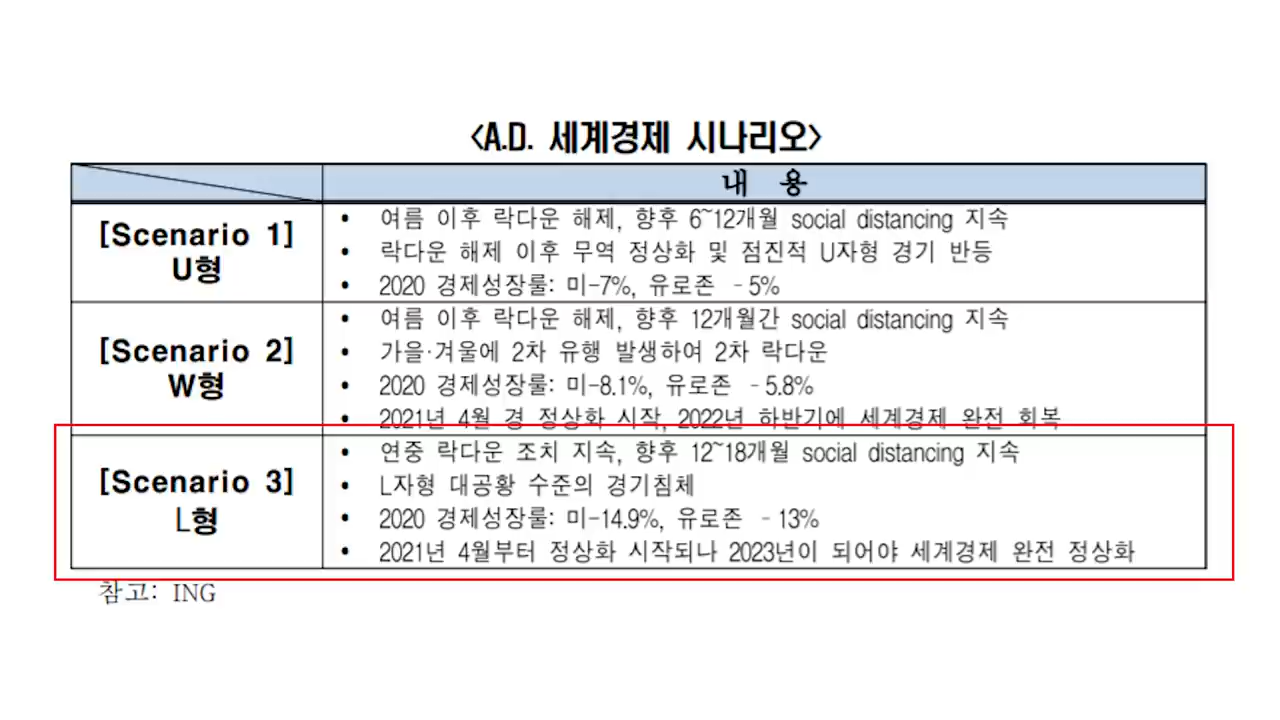 <A.D. 세계경제 시나리오>
내 용
[Scenario 1]
U형
• 여름 이후 락다운 해제, 향후 6~12개월 social distancing 지속
• 락다운 해제 이후 무역 정상화 및 점진적 U자형 경기 반등
• 2020 경제성장률: 미-7%, 유로존 -5%
[Scenario 2]
W형
• 여름 이후 락다운 해제, 향후 12개월간 social distancing 지속
• 가을·겨울에 2차 유행 발생하여 2차 락다운
• 2020 경제성장률: 미-8.1%, 유로존 -5.8%
• 2021년 4월 경 정상화 시작, 2022년 하반기에 세계경제 완전 회복
[Scenario 3]
L형
• 연중 락다운 조치 지속, 향후 12~18개월 social distancing 지속
• L자형 대공황 수준의 경기침체
• 2020 경제성장률: 미-14.9%, 유로존 -13%
• 2021년 4월부터 정상화 시작되나 2023년이 되어야 세계경제 완전 정상화
참고: ING